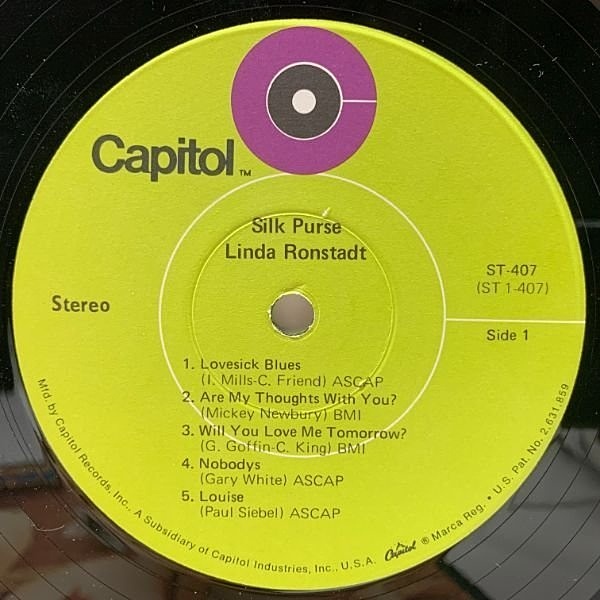 Capitol TM
Silk Purse
Linda Ronstadt
ST-407
(ST 1-407)
Stereo
Side 1
1. Lovesick Blues
(I. Mills-C. Friend) ASCAP
2. Are My Thoughts With You?
(Mickey Newbury) BMI
3. Will You Love Me Tomorrow?
(G. Goffin-C. King) BMI
4. Nobodys
(Gary White) ASCAP
5. Louise
(Paul Siebel) ASCAP
Mfd. by Capitol Records, Inc., A Subsidiary of Capitol Industries, Inc., U.S.A. Capitol ® Marca Reg. • U.S. Pat. No. 2,631,859